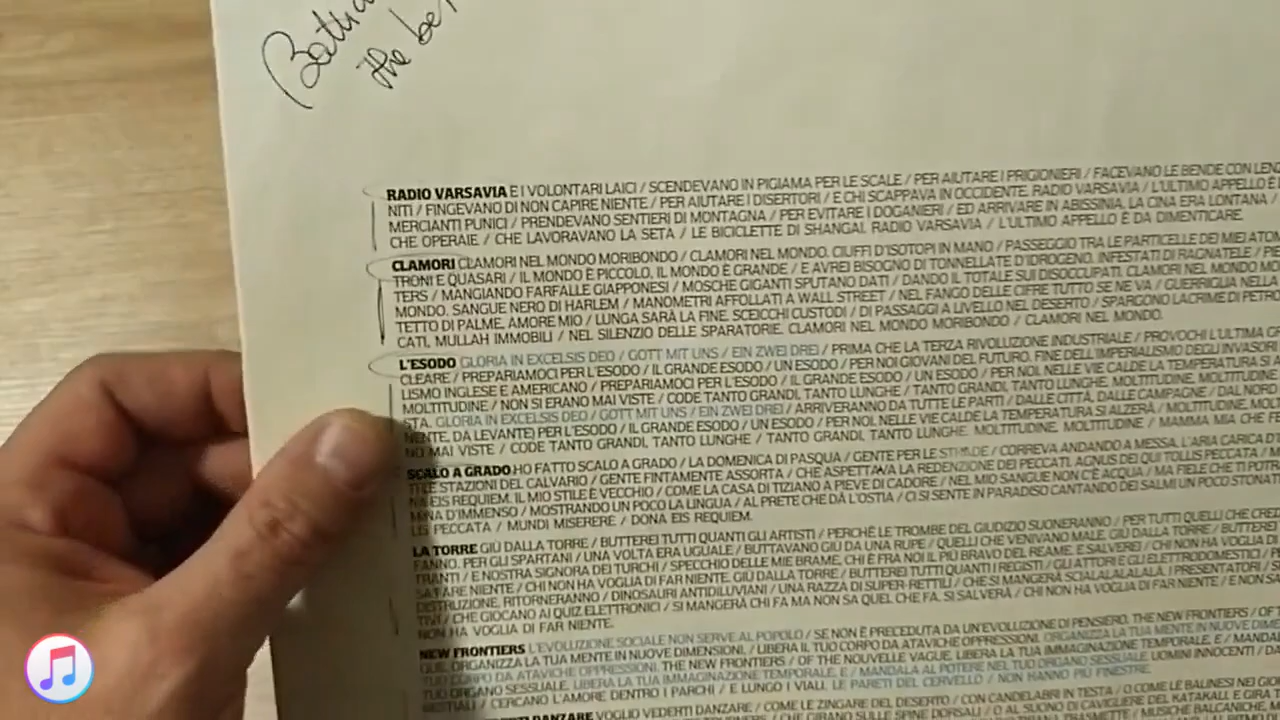 The
RADIO VARSAVIA E I VOLONTARI LAICI / SCENDEVANO IN PIGIAMA PER LE SCALE / PER AIUTARE I PRIGIONIERI / FACEVANO LE BENDE CON
NITI / FINGEVANO DI NON CAPIRE NIENTE / PER AIUTARE I DISERTORI / E CHI SCAPPAVA IN OCCIDENTE. RADIO VARSAVIA / L'ULTIMO APPELLO È
MERCIANTI PUNICI / PRENDEVANO SENTIERI DI MONTAGNA / PER EVITARE I DOGANIERI / ED ARRIVARE IN ABISSINIA. LA CINA ERA LONTANA /
CHE OPERAIE / CHE LAVORAVANO LA SETA / LE BICICLETTE DI SHANGAI. RADIO VARSAVIA / L'ULTIMO APPELLO È DA DIMENTICARE.
CLAMORI CLAMORI NEL MONDO MORIBONDO / CLAMORI NEL MONDO. CIUFFI D'ISOTOPI IN MANO / PASSEGGIO TRA LE PARTICELLE DEI MIEI
TRONI E QUASARI / IL MONDO È PICCOLO, IL MONDO È GRANDE / E AVREI BISOGNO DI TONNELLATE D'IDROGENO. INFESTATI DI RAGNATELE /
TERS / MANGIANDO FARFALLE GIAPPONESI / MOSCHE GIGANTI SPUTANO DATI / DANDO IL TOTALE SUI DISOCCUPATI. CLAMORI NEL MONDO
MONDO. SANGUE NERO DI HARLEM / MANOMETRI AFFOLLATI A WALL STREET / NEL FANGO DELLE CIFRE TUTTO SE NE VA / GUERRIGLIA NELLA
TETTO DI PALME, AMORE MIO / LUNGA SARÀ LA FINE. SCEICCHI CUSTODI / DI PASSAGGI A LIVELLO NEL DESERTO / SPARGONO LACRIME DI
CATI, MULLAH IMMOBILI / NEL SILENZIO DELLE SPARATORIE. CLAMORI NEL MONDO MORIBONDO / CLAMORI NEL MONDO.
L'ESODO GLORIA IN EXCELSIS DEO / GOTT MIT UNS / EIN ZWEI DREI / PRIMA CHE LA TERZA RIVOLUZIONE INDUSTRIALE / PROVOCHI L'ULTIMA
CLEARE / PREPARIAMOCI PER L'ESODO / IL GRANDE ESODO / UN ESODO / PER NOI GIOVANI DEL FUTURO. FINE DELL'IMPERIALISMO DEGLI INVASORI
LISMO INGLESE E AMERICANO / PREPARIAMOCI PER L'ESODO / IL GRANDE ESODO / UN ESODO / PER NOI. NELLE VIE CALDE LA TEMPERATURA SI
MOLTITUDINE / NON SI ERANO MAI VISTE / CODE TANTO GRANDI, TANTO LUNGHE / TANTO GRANDI, TANTO LUNGHE. MOLTITUDINE, MOLTITUDINE
STA. GLORIA IN EXCELSIS DEO / GOTT MIT UNS / EIN ZWEI DREI / ARRIVERANNO DA TUTTE LE PARTI / DALLE CITTÀ, DALLE CAMPAGNE / DAL NORD
NENTE, DA LEVANTE) PER L'ESODO / IL GRANDE ESODO / UN ESODO / PER NOI. NELLE VIE CALDE LA TEMPERATURA SI ALZERÀ / MOLTITUDINE,
NO MAI VISTE / CODE TANTO GRANDI, TANTO LUNGHE / TANTO GRANDI, TANTO LUNGHE. MOLTITUDINE, MOLTITUDINE / MAMMA MIA CHE
SCALO A GRADO HO FATTO SCALO A GRADO / LA DOMENICA DI PASQUA / GENTE PER LE STRADE / CORREVA ANDANDO A MESSA. L'ARIA CARICA
LE STAZIONI DEL CALVARIO / GENTE FINTAMENTE ASSORTA / CHE ASPETTAVA LA REDENZIONE DEI PECCATI. AGNUS DEI QUI TOLLIS PECCATA /
NA EIS REQUIEM. IL MIO STILE È VECCHIO / COME LA CASA DI TIZIANO A PIEVE DI CADORE / NEL MIO SANGUE NON C'È ACQUA / MA FIELE CHE TI
MINA D'IMMENSO / MOSTRANDO UN POCO LA LINGUA / AL PRETE CHE DÀ L'OSTIA / CI SI SENTE IN PARADISO CANTANDO DEI SALMI UN POCO STONATI
LIS PECCATA / MUNDI MISERERE / DONA EIS REQUIEM.
LA TORRE GIÙ DALLA TORRE / BUTTEREI TUTTI QUANTI GLI ARTISTI / PERCHÈ LE TROMBE DEL GIUDIZIO SUONERANNO / PER TUTTI QUELLI CHE
FANNO. PER GLI SPARTANI / UNA VOLTA ERA UGUALE / BUTTAVANO GIÙ DA UNA RUPE / QUELLI CHE VENIVANO MALE. GIÙ DALLA TORRE /
TRANTI / E NOSTRA SIGNORA DEI TURCHI / SPECCHIO DELLE MIE BRAME, CHI È FRA NOI IL PIÙ BRAVO DEL REAME. E SALVEREI / CHI NON HA VOGLIA DI
FARE NIENTE / CHI NON HA VOGLIA DI FAR NIENTE. GIÙ DALLA TORRE / BUTTEREI TUTTI QUANTI I REGISTI / GLI ATTORI E GLI ELETTRODOMESTICI /
DISTRUZIONE. RITORNERANNO / DINOSAURI ANTIDILUVIANI / UNA RAZZA DI SUPER-RETTILI / CHE SI MANGERÀ I PRESENTATORI /
TIVI / CHE GIOCANO AI QUIZ ELETTRONICI / SI MANGERÀ CHI FA MA NON SA QUEL CHE FA. SI SALVERÀ / CHI NON HA VOGLIA DI FAR NIENTE / E NON
NON HA VOGLIA DI FAR NIENTE.
NEW FRONTIERS L'EVOLUZIONE SOCIALE NON SERVE AL POPOLO / SE NON È PRECEDUTA DA UN'EVOLUZIONE DI PENSIERO. THE NEW FRONTIERS /
GUE. ORGANIZZA LA TUA MENTE IN NUOVE DIMENSIONI / LIBERA IL TUO CORPO DA ATAVICHE OPPRESSIONI. ORGANIZZA LA TUA MENTE IN NUOVE
TUO CORPO DA ATAVICHE OPPRESSIONI. THE NEW FRONTIERS / OF THE NOUVELLE VAGUE. LIBERA LA TUA IMMAGINAZIONE TEMPORALE. E /
TUO ORGANO SESSUALE. LIBERA LA TUA IMMAGINAZIONE TEMPORALE. E / MANDALA AL POTERE NEL TUO ORGANO SESSUALE. UOMINI INNOCENTI /
BESTIALI / CERCANO L'AMORE DENTRO I PARCHI / E LUNGO I VIALI. LE PARETI DEL CERVELLO / NON HANNO PIÙ FINESTRE.
DANZARE VOGLIO VEDERTI DANZARE / COME LE ZINGARE DEL DESERTO / CON CANDELABRI IN TESTA / O COME LE BALINESI NEI
CHE GIRANO SULLE SPINE DORSALI / O AL SUONO DI CAVIGLIERE DEL KATAKALI. E GIRA